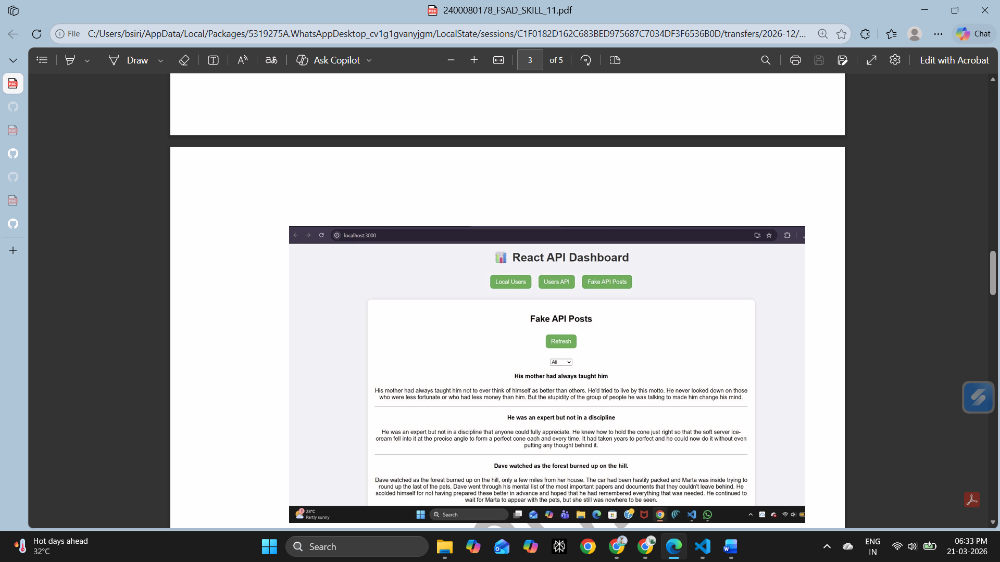 2400080178_FSAD_SKILL_11.pdf
File C:/Users/bsiri/AppData/Local/Packages/5319275A.WhatsAppDesktop_cv1g1gvanyjgm/LocalState/sessions/C1F0182D162C683BED975687C7034DF3F6536B0D/transfers/2026-12/...
Chat
Draw
Ask Copilot
3 of 5
Edit with Acrobat
localhost:3000
React API Dashboard
Local Users Users API Fake API Posts
Fake API Posts
Refresh
All
His mother had always taught him
His mother had always taught him not to ever think of himself as better than others. He'd tried to live by this motto. He never looked down on those
who were less fortunate or who had less money than him. But the stupidity of the group of people he was talking to made him change his mind.
He was an expert but not in a discipline
He was an expert but not in a discipline that anyone could fully appreciate. He knew how to hold the cone just right so that the soft server ice-
cream fell into it at the precise angle to form a perfect cone each and every time. It had taken years to perfect and he could now do it without even
putting any thought behind it.
Dave watched as the forest burned up on the hill.
Dave watched as the forest burned up on the hill, only a few miles from her house. The car had been hastily packed and Marta was inside trying to
round up the last of the pets. Dave went through his mental list of the most important papers and documents that they couldn't leave behind. He
scolded himself for not having prepared these better in advance and hoped that he had remembered everything that was needed. He continued to
wait for Marta to appear with the pets, but she still was nowhere to be seen.
28°C
Partly sunny
Search
Hot days ahead
32°C
Search
ENG
IN
06:33 PM
21-03-2026